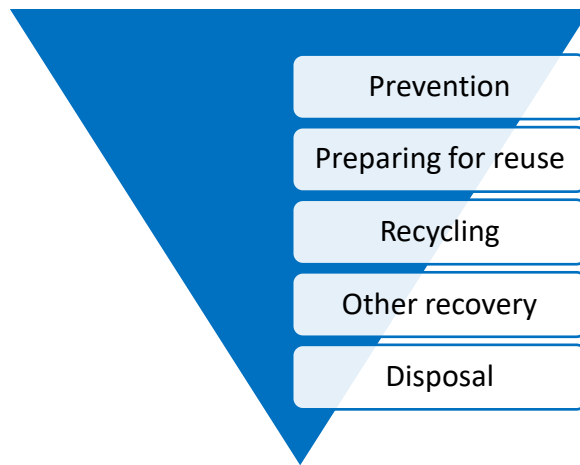 Prevention
Preparing for reuse
Recycling
Other recovery
Disposal